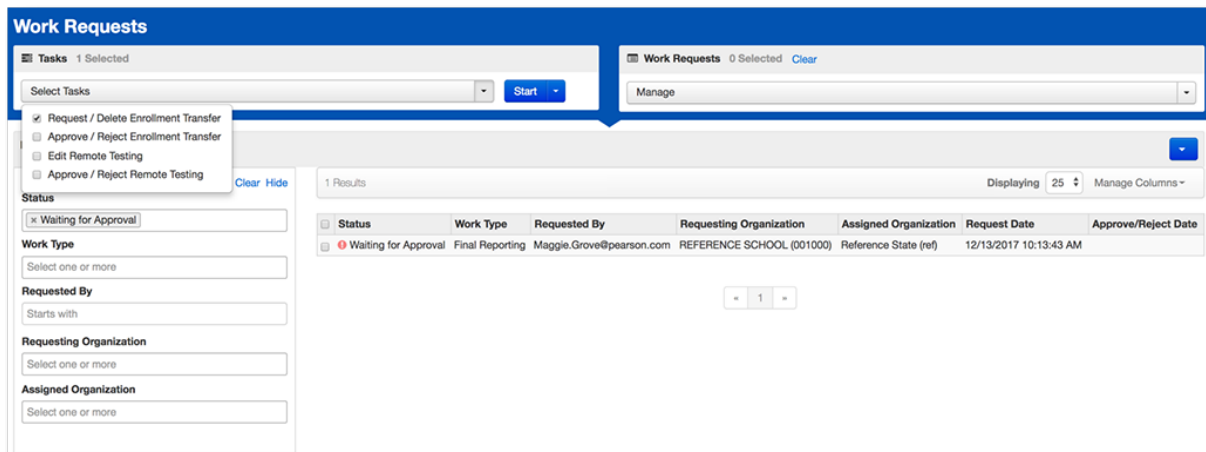 Work Requests
Tasks 1 Selected
Work Requests 0 Selected Clear
Select Tasks
Start
Manage
Request / Delete Enrollment Transfer
Approve / Reject Enrollment Transfer
Edit Remote Testing
Approve / Reject Remote Testing
Clear Hide
Status
× Waiting for Approval
Work Type
Select one or more
Requested By
Starts with
Requesting Organization
Select one or more
Assigned Organization
Select one or more
1 Results
Displaying 25 Manage Columns
Status Work Type Requested By Requesting Organization Assigned Organization Request Date Approve/Reject Date
Waiting for Approval Final Reporting Maggie.Grove@pearson.com REFERENCE SCHOOL (001000) Reference State (ref) 12/13/2017 10:13:43 AM
« 1 »